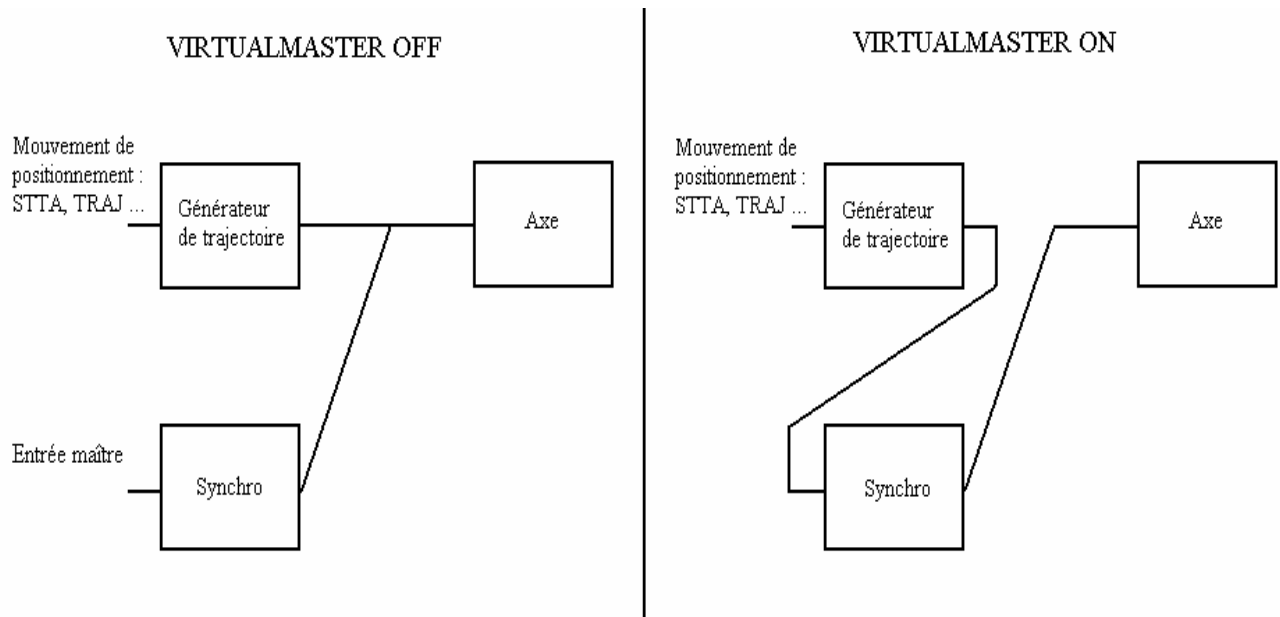 VIRTUALMASTER OFF
Mouvement de
positionnement :
STTA, TRAJ ...
Générateur
de trajectoire
Axe
Entrée maître
Synchro
VIRTUALMASTER ON
Mouvement de
positionnement :
STTA, TRAJ ...
Générateur
de trajectoire
Axe
Synchro